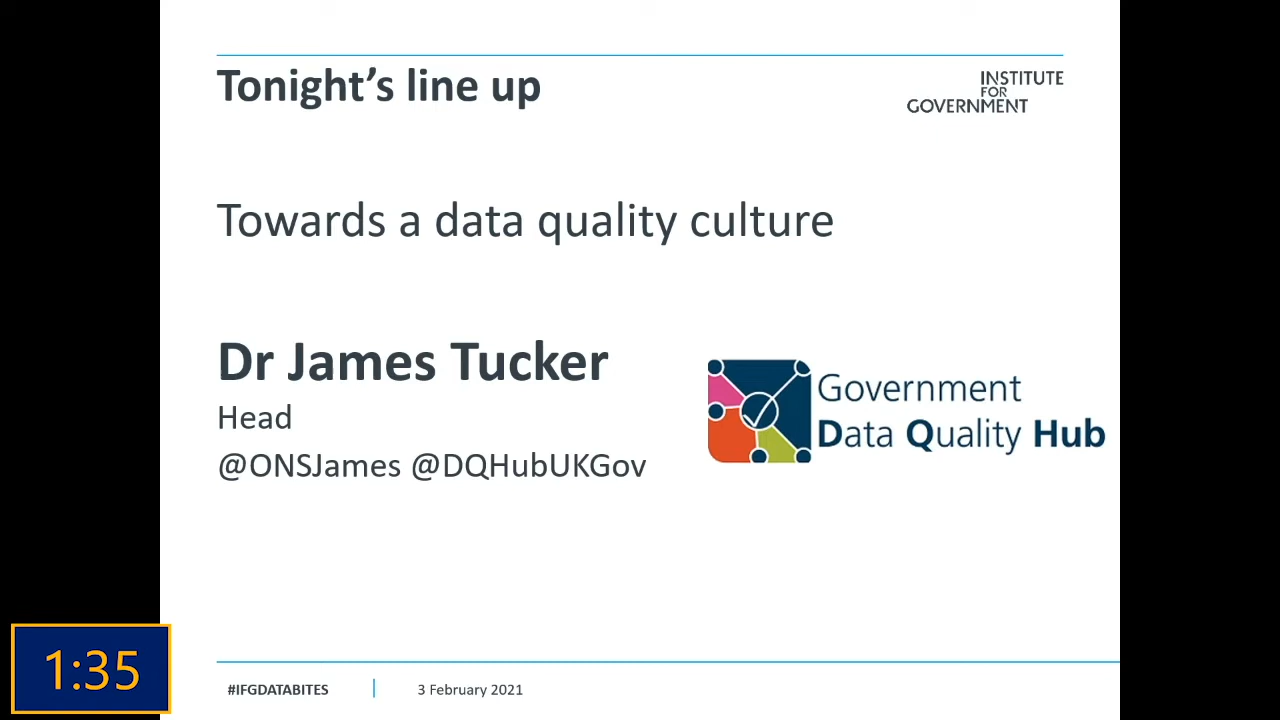 Tonight's line up
INSTITUTE
FOR
GOVERNMENT
Towards a data quality culture
Dr James Tucker
Head
@ONSJames @DQHubUKGov
Government
Data Quality Hub
1:35
#IFGDATABITES
3 February 2021